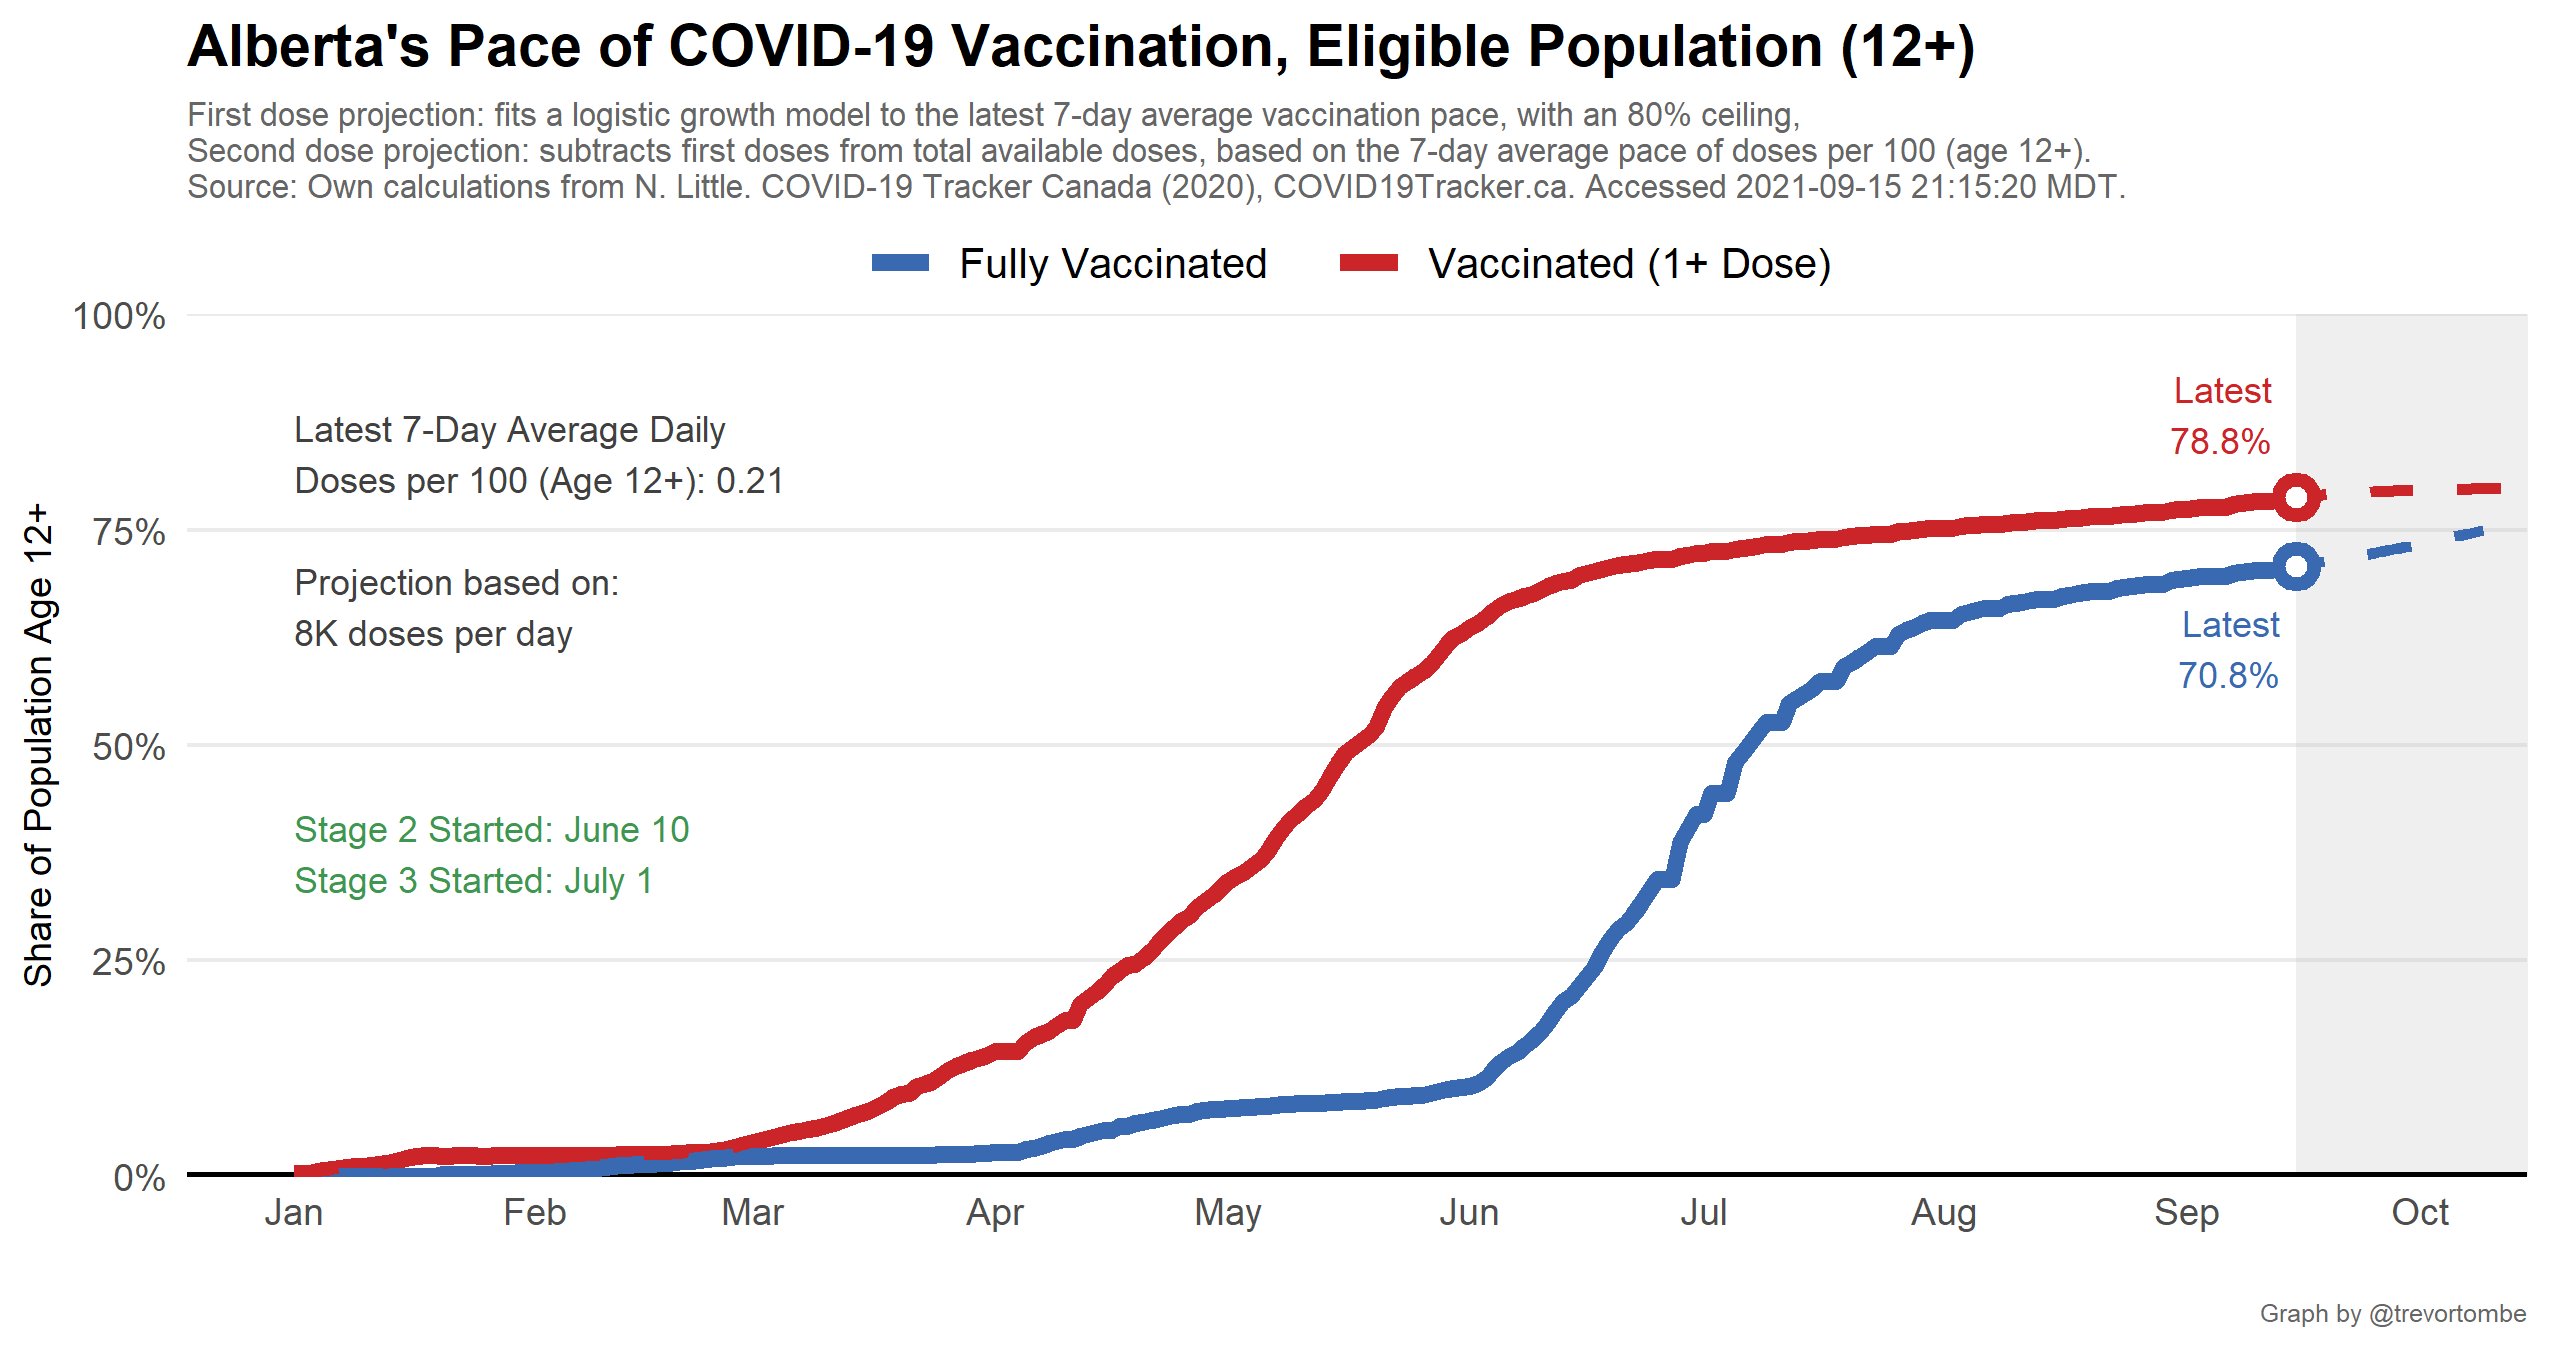 Alberta's Pace of COVID-19 Vaccination, Eligible Population (12+)
First dose projection: fits a logistic growth model to the latest 7-day average vaccination pace, with an 80% ceiling,
Second dose projection: subtracts first doses from total available doses, based on the 7-day average pace of doses per 100 (age 12+).
Source: Own calculations from N. Little. COVID-19 Tracker Canada (2020), COVID19Tracker.ca. Accessed 2021-09-15 21:15:20 MDT.
Fully Vaccinated
Vaccinated (1+ Dose)
Share of Population Age 12+
100%
75%
50%
25%
0%
Latest 7-Day Average Daily
Doses per 100 (Age 12+): 0.21
Projection based on:
8K doses per day
Stage 2 Started: June 10
Stage 3 Started: July 1
Latest
78.8%
Latest
70.8%
Jan
Feb
Mar
Apr
May
Jun
Jul
Aug
Sep
Oct
Graph by @trevortombe